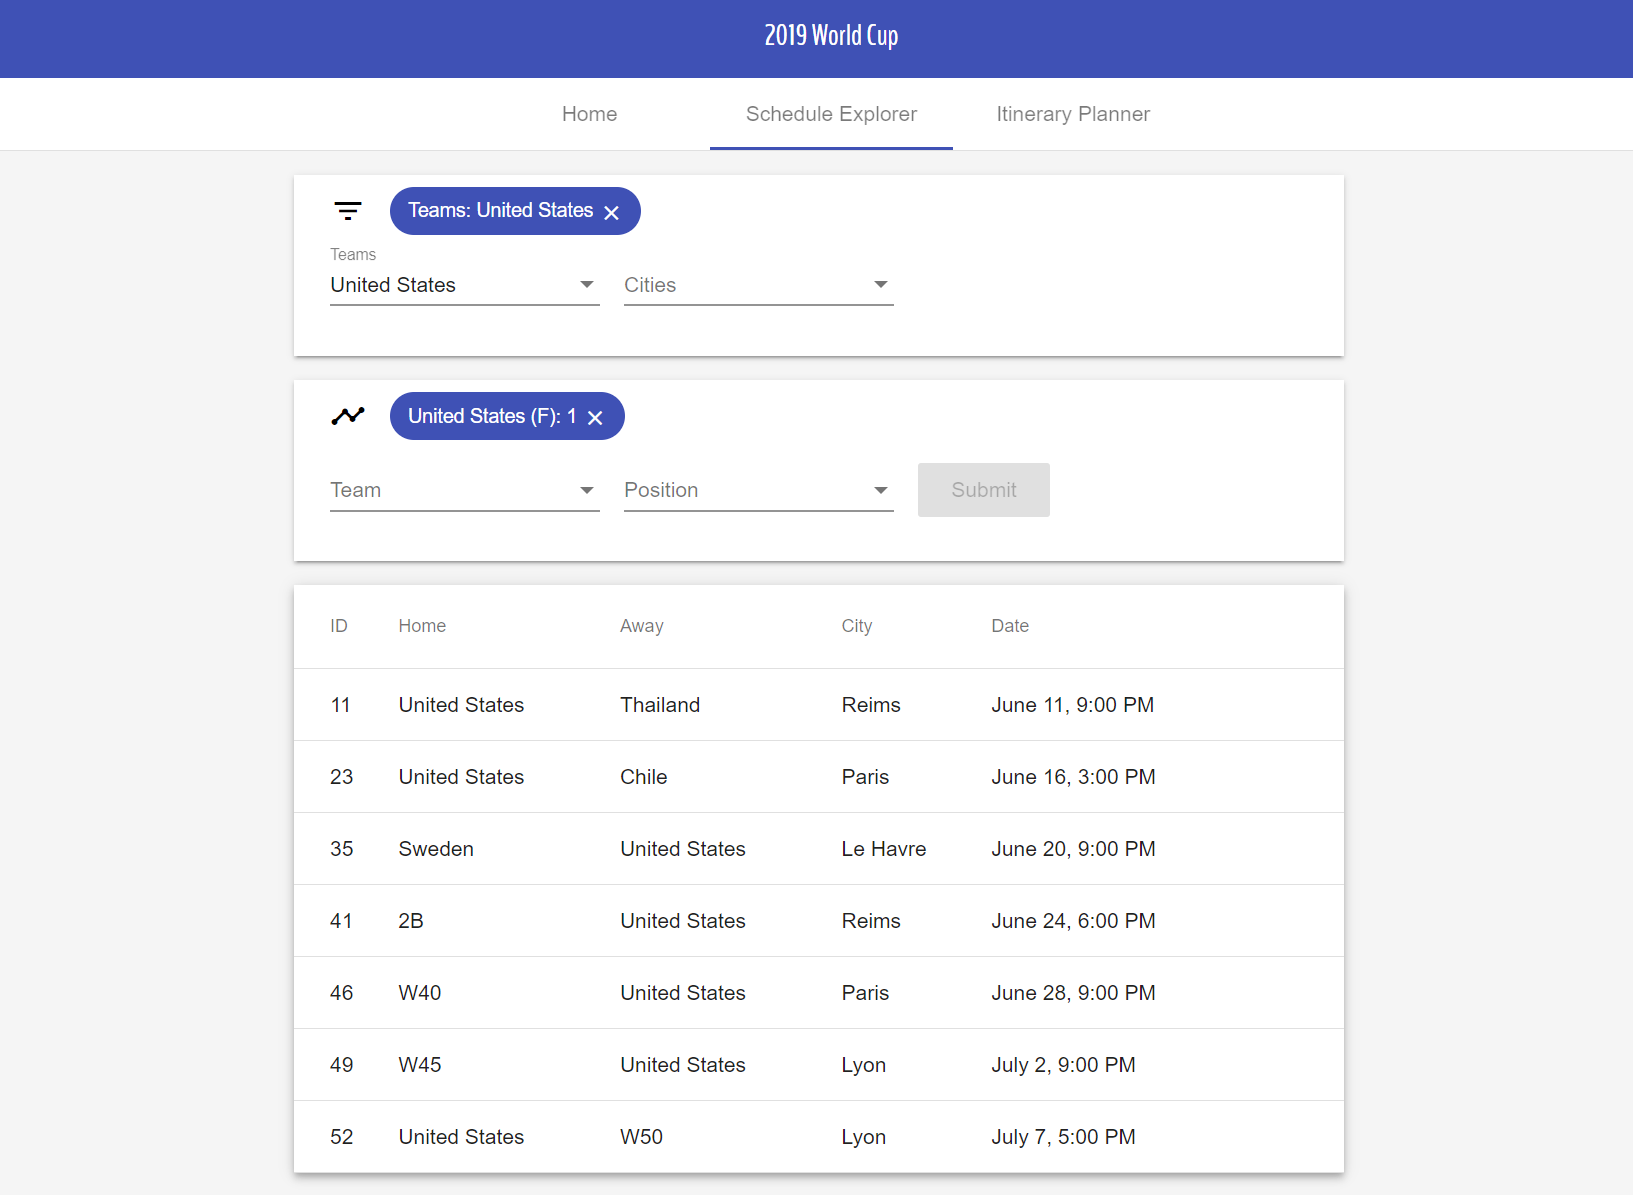 2019 World Cup
Home Schedule Explorer Itinerary Planner
Teams: United States ×
Teams
United States Cities
United States (F): 1 ×
Team Position Submit
ID Home Away City Date
11 United States Thailand Reims June 11, 9:00 PM
23 United States Chile Paris June 16, 3:00 PM
35 Sweden United States Le Havre June 20, 9:00 PM
41 2B United States Reims June 24, 6:00 PM
46 W40 United States Paris June 28, 9:00 PM
49 W45 United States Lyon July 2, 9:00 PM
52 United States W50 Lyon July 7, 5:00 PM